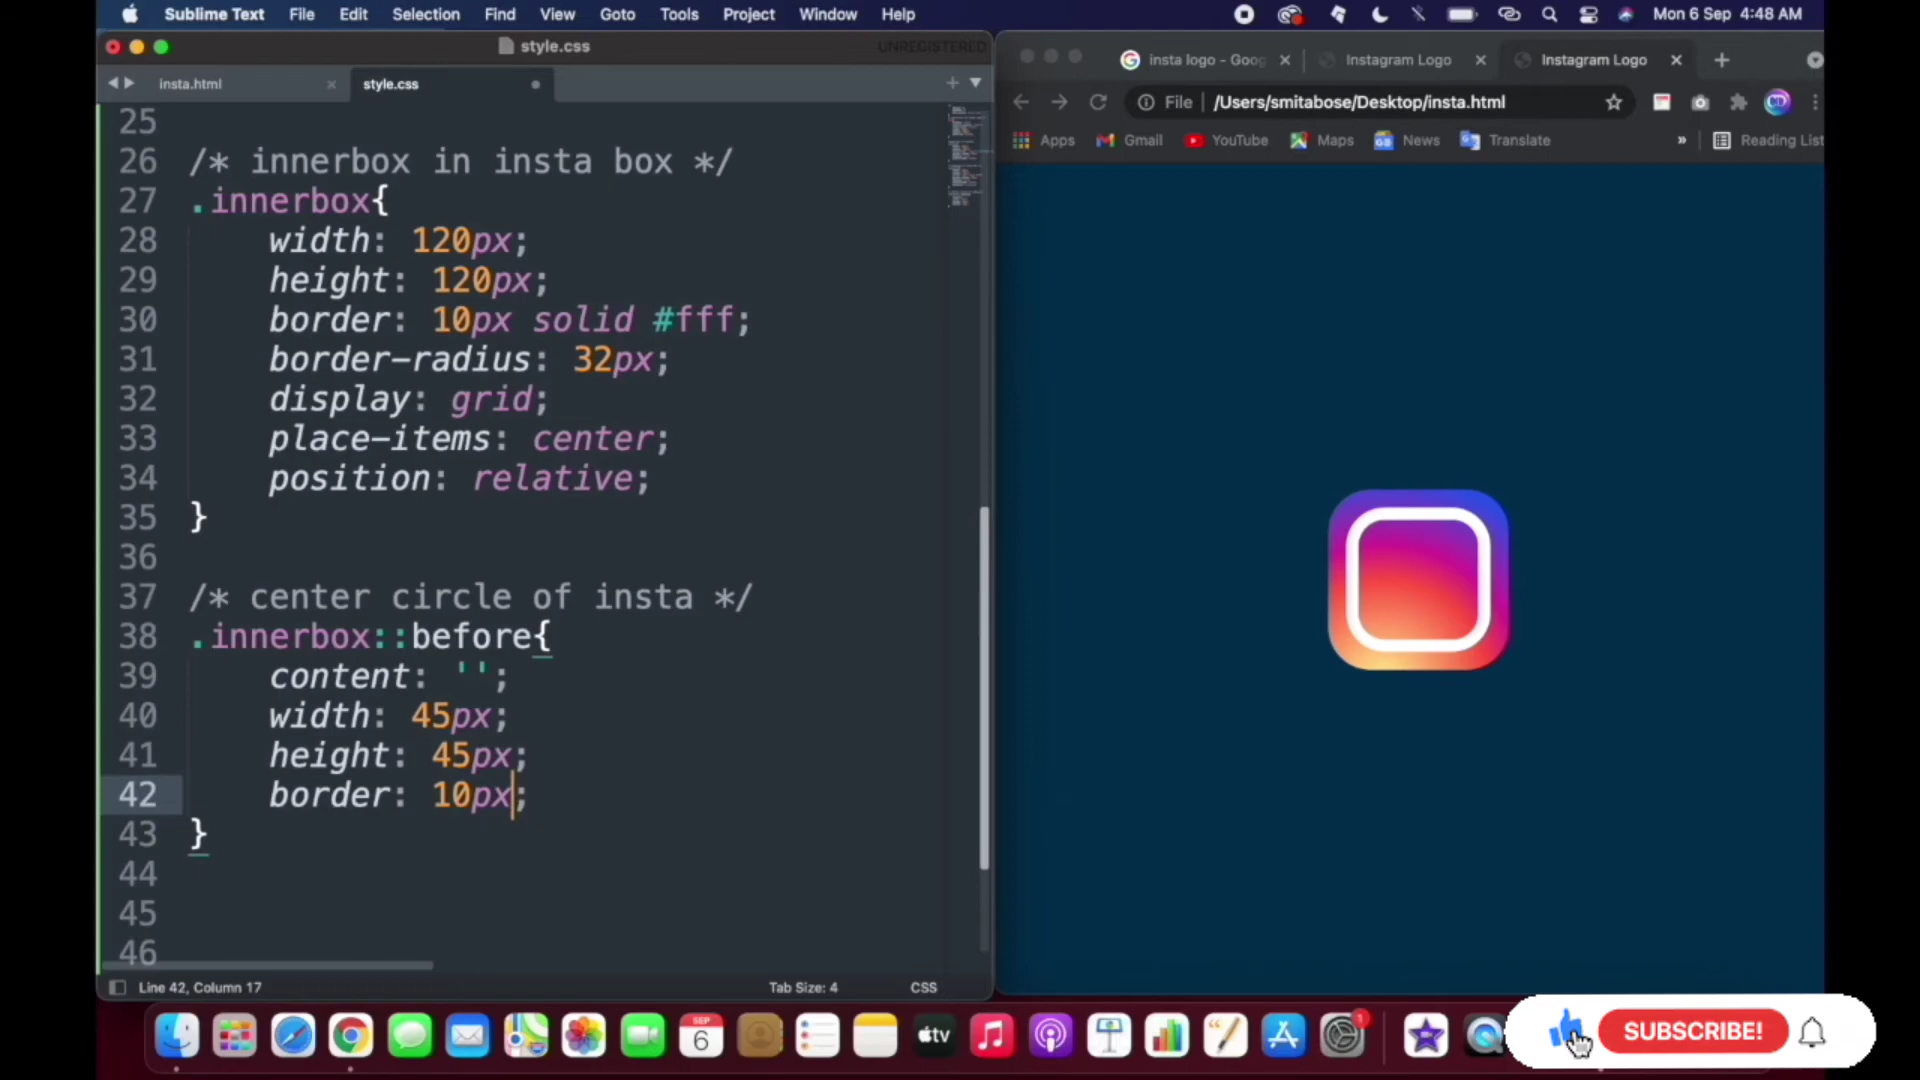 Sublime Text File Edit Selection Find View Goto Tools Project Window Help Mon 6 Sep 4:48 AM
style.css UNREGISTERED
insta.html style.css
insta logo - Goog Instagram Logo Instagram Logo
File /Users/smitabose/Desktop/insta.html
Apps Gmail YouTube Maps News Translate » Reading List
25
26 /* innerbox in insta box */
27 .innerbox{
28 width: 120px;
29 height: 120px;
30 border: 10px solid #fff;
31 border-radius: 32px;
32 display: grid;
33 place-items: center;
34 position: relative;
35 }
36
37 /* center circle of insta */
38 .innerbox::before{
39 content: '';
40 width: 45px;
41 height: 45px;
42 border: 10px;
43 }
44
45
46
Line 42, Column 17 Tab Size: 4 CSS
SEP
6
tv
1
SUBSCRIBE!